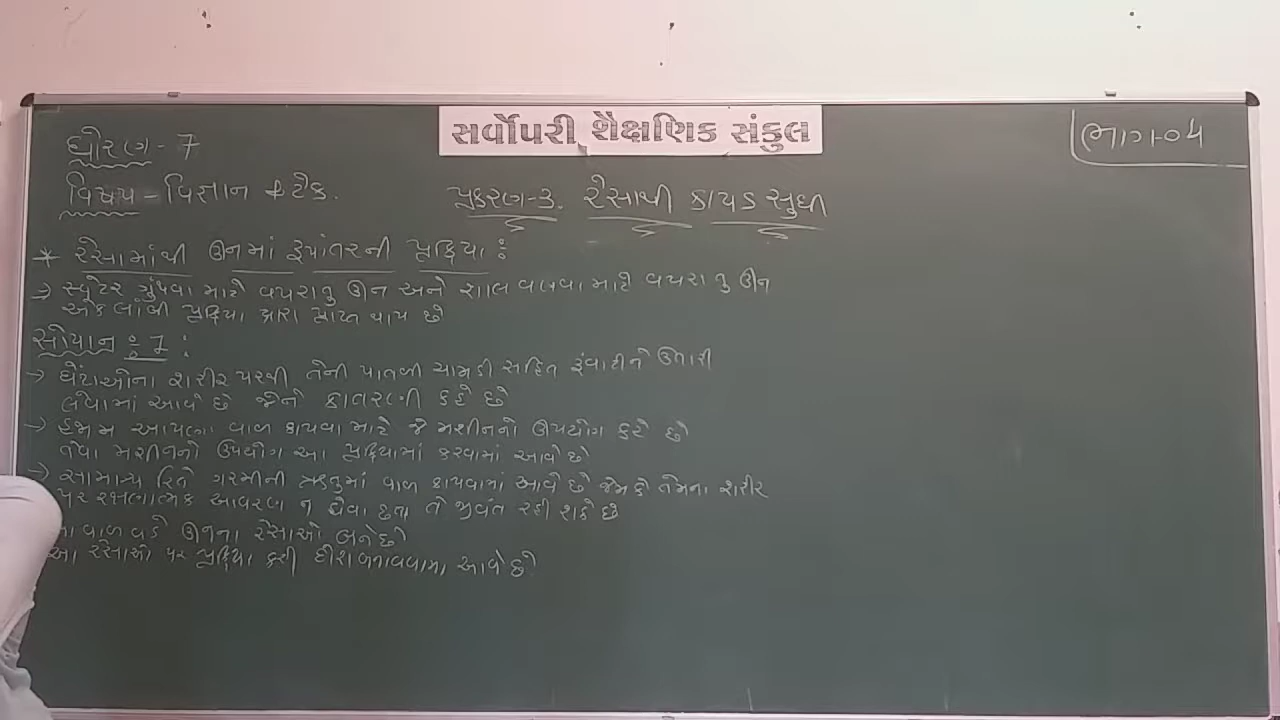 સર્વોપરી શૈક્ષણિક સંકુલ
ધોરણ - 7
ભાગ-04
વિષય - વિજ્ઞાન & ટેક.
પ્રકરણ-3. રેસાથી કાપડ સુધી
* રેસામાંથી ઊનમાં રૂપાંતરની પ્રક્રિયા :
→ સ્વેટર ગુંથવા માટે વપરાતુ ઊન અને શાલ વણવા માટે વપરાતુ ઊન
એક લાંબી પ્રક્રિયા દ્વારા પ્રાપ્ત થાય છે
સોપાન : 1 :
→ ઘેંટાઓના શરીર પરથી તેની પાતળી ચામડી સહિત રૂંવાટીને ઉતારી
લેવામાં આવે છે જેને કાતરણી કહે છે
→ હજામ આપણા વાળ કાપવા માટે જે મશીનનો ઉપયોગ કરે છે
તેવા મશીનનો ઉપયોગ આ પ્રક્રિયામાં કરવામાં આવે છે
→ સામાન્ય રિતે ગરમીની ઋતુમાં વાળ કાપવામાં આવે છે જેમ કે તેમના શરીર
પર રક્ષણાત્મક આવરણ ન હોવા છતા તે જીવંત રહી શકે છે
વાળ વડે ઊનના રેસાઓ બને છે
આ રેસાઓ પર પ્રક્રિયા કરી દોરા બનાવવામાં આવે છે